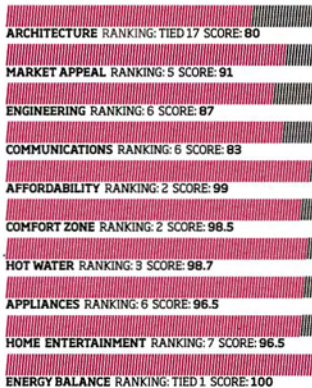 ARCHITECTURE RANKING: TIED 17 SCORE: 80
MARKET APPEAL RANKING: 5 SCORE: 91
ENGINEERING RANKING: 6 SCORE: 87
COMMUNICATIONS RANKING: 6 SCORE: 83
AFFORDABILITY RANKING: 2 SCORE: 99
COMFORT ZONE RANKING: 2 SCORE: 98.5
HOT WATER RANKING: 3 SCORE: 98.7
APPLIANCES RANKING: 6 SCORE: 96.5
HOME ENTERTAINMENT RANKING: 7 SCORE: 96.5
ENERGY BALANCE RANKING: TIED 1 SCORE: 100